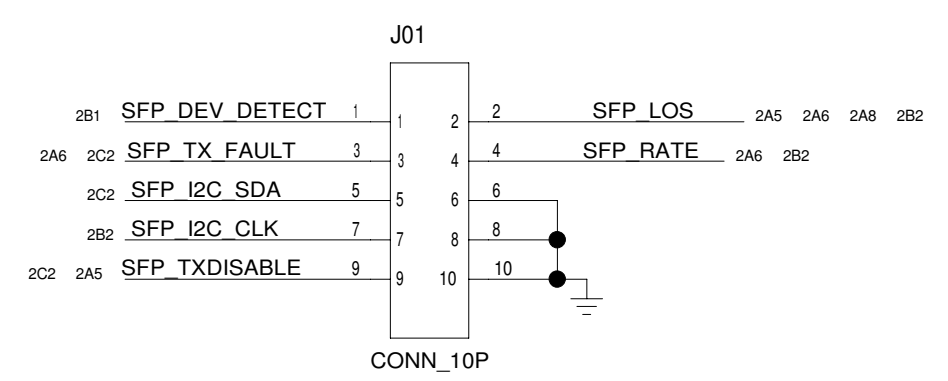 J01
2B1 SFP_DEV_DETECT 1 1 2 2 SFP_LOS 2A5 2A6 2A8 2B2
2A6 2C2 SFP_TX_FAULT 3 3 4 4 SFP_RATE 2A6 2B2
2C2 SFP_I2C_SDA 5 5 6 6
2B2 SFP_I2C_CLK 7 7 8 8
2C2 2A5 SFP_TXDISABLE 9 9 10 10
CONN_10P